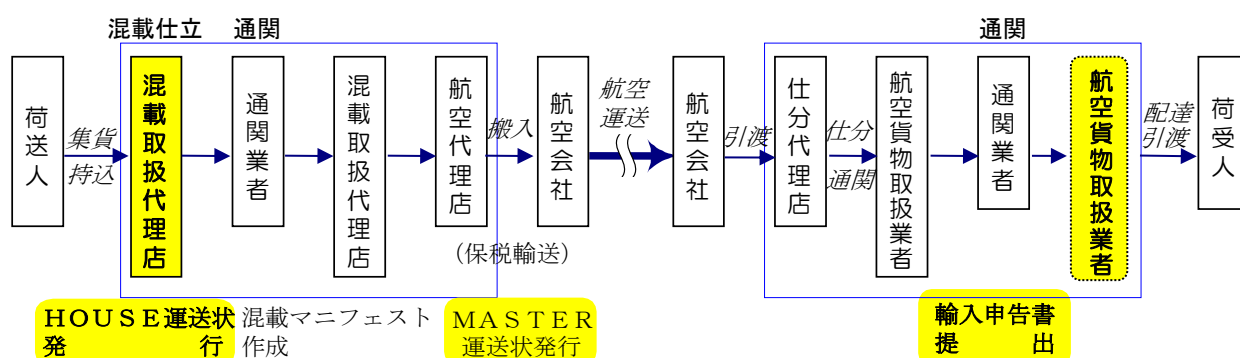 混載仕立 通関
通関
荷送人
集貨
持込
混載取扱代理店
通関業者
混載取扱代理店
航空代理店
搬入
航空会社
航空
運送
航空会社
引渡
仕分代理店
仕分
通関
航空貨物取扱業者
通関業者
航空貨物取扱業者
配達
引渡
荷受人
(保税輸送)
HOUSE運送状
発 行
混載マニフェスト
作成
MASTER
運送状発行
輸入申告書
提 出